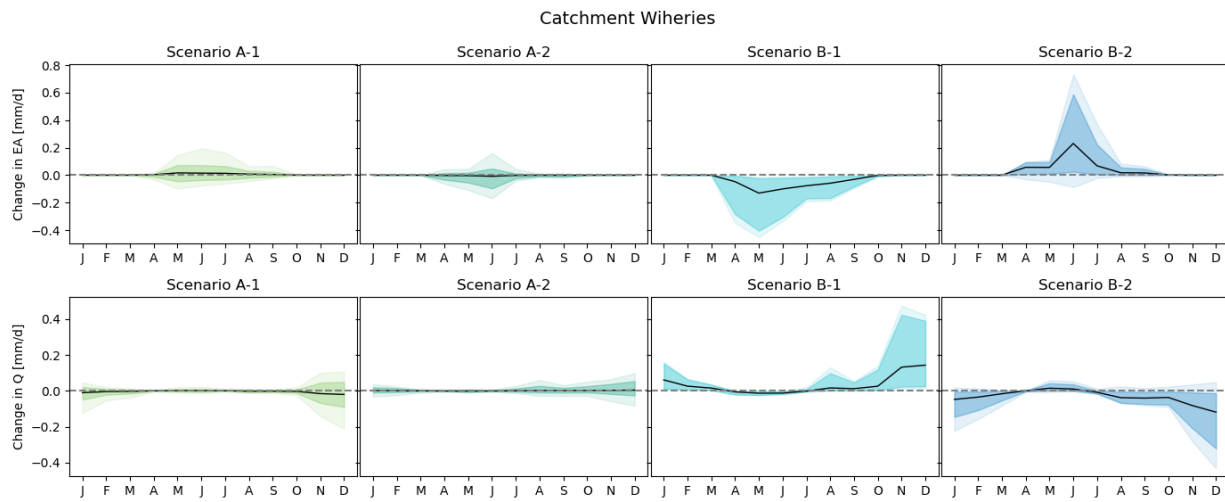 Catchment Wiheries
Scenario A-1 Scenario A-2 Scenario B-1 Scenario B-2
Change in EA [mm/d]
0.8
0.6
0.4
0.2
0.0
−0.2
−0.4
J F M A M J J A S O N D J F M A M J J A S O N D J F M A M J J A S O N D J F M A M J J A S O N D
Scenario A-1 Scenario A-2 Scenario B-1 Scenario B-2
Change in Q [mm/d]
0.4
0.2
0.0
−0.2
−0.4
J F M A M J J A S O N D J F M A M J J A S O N D J F M A M J J A S O N D J F M A M J J A S O N D